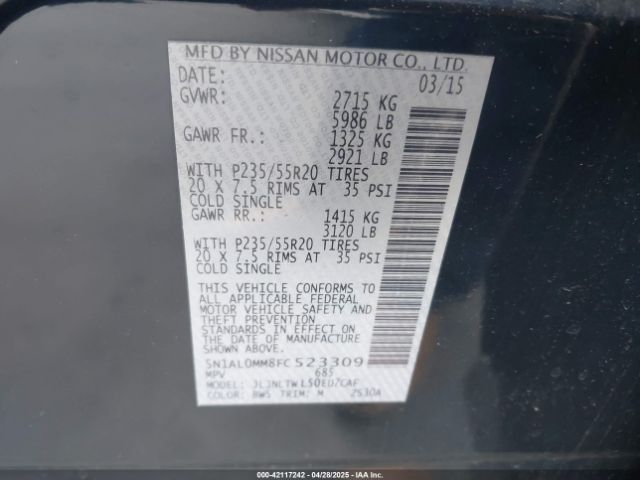 MFD BY NISSAN MOTOR CO., LTD.
DATE: 03/15
GVWR: 2715 KG
5986 LB
GAWR FR.: 1325 KG
2921 LB
WITH P235/55R20 TIRES
20 X 7.5 RIMS AT 35 PSI
COLD SINGLE
GAWR RR.: 1415 KG
3120 LB
WITH P235/55R20 TIRES
20 X 7.5 RIMS AT 35 PSI
COLD SINGLE
THIS VEHICLE CONFORMS TO
ALL APPLICABLE FEDERAL
MOTOR VEHICLE SAFETY AND
THEFT PREVENTION
STANDARDS IN EFFECT ON
THE DATE OF MANUFACTURE
SHOWN ABOVE.
5N1AL0MM8FC523309
MPV 685
MODEL: JL3NLTWL50EU7CAF
COLOR: BW5 TRIM: M 2S30A
000-42117242 - 04/28/2025 - IAAI.CA